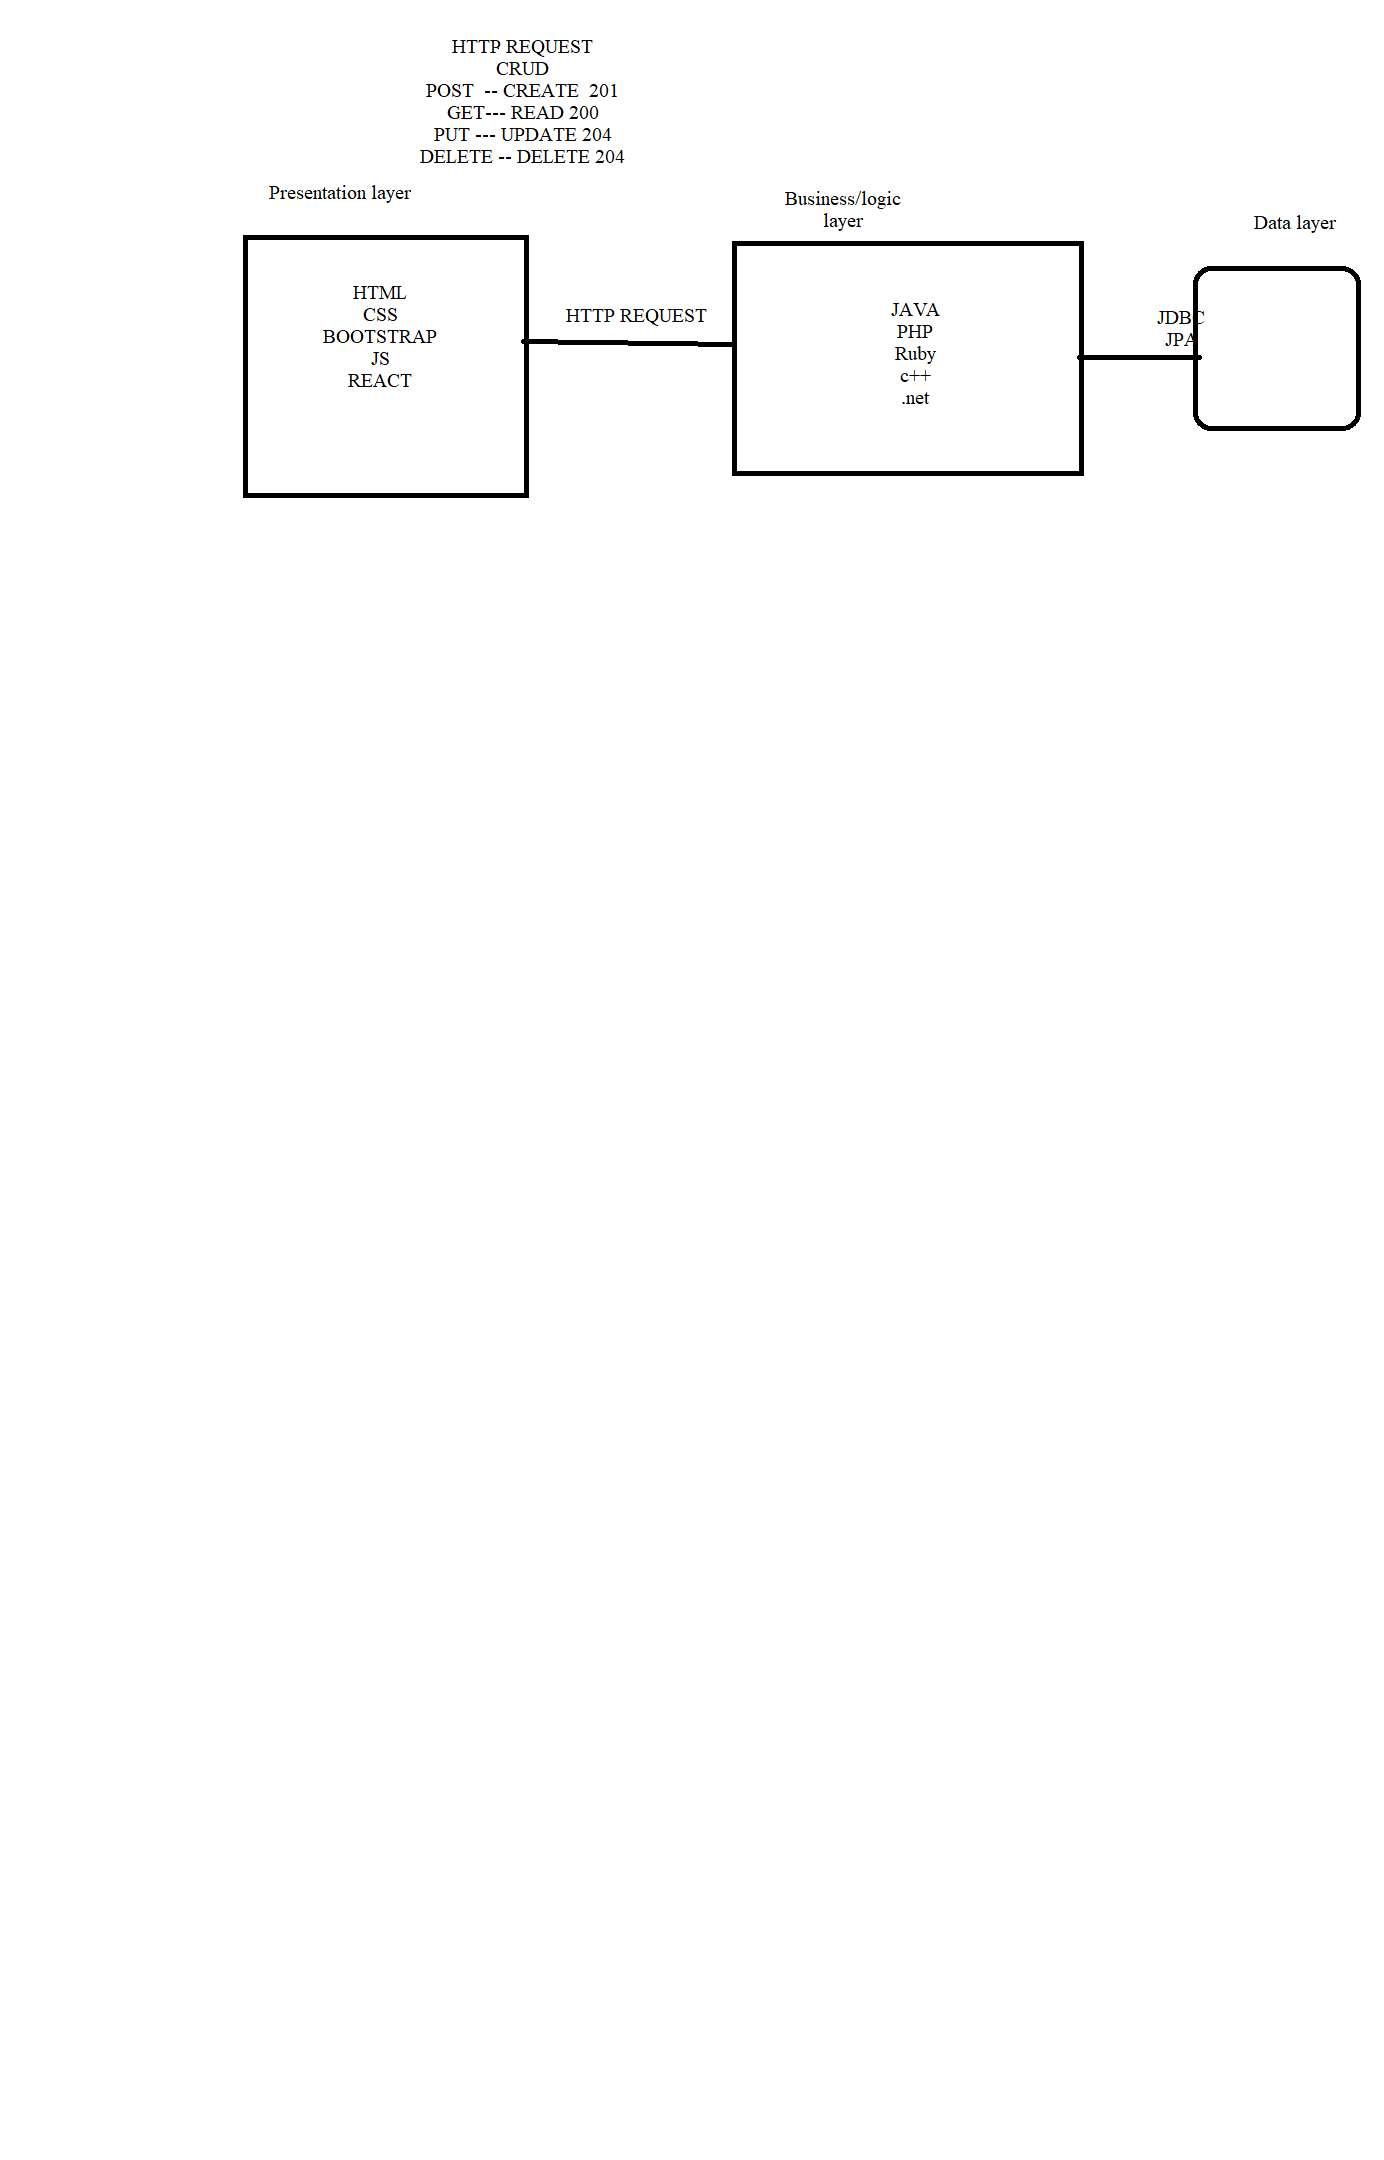 HTTP REQUEST
CRUD
POST  -- CREATE  201
GET--- READ 200
PUT --- UPDATE 204
DELETE -- DELETE 204
Presentation layer
Business/logic
layer
Data layer
HTML
CSS
BOOTSTRAP
JS
REACT
HTTP REQUEST
JAVA
PHP
Ruby
c++
.net
JDBC
JPA